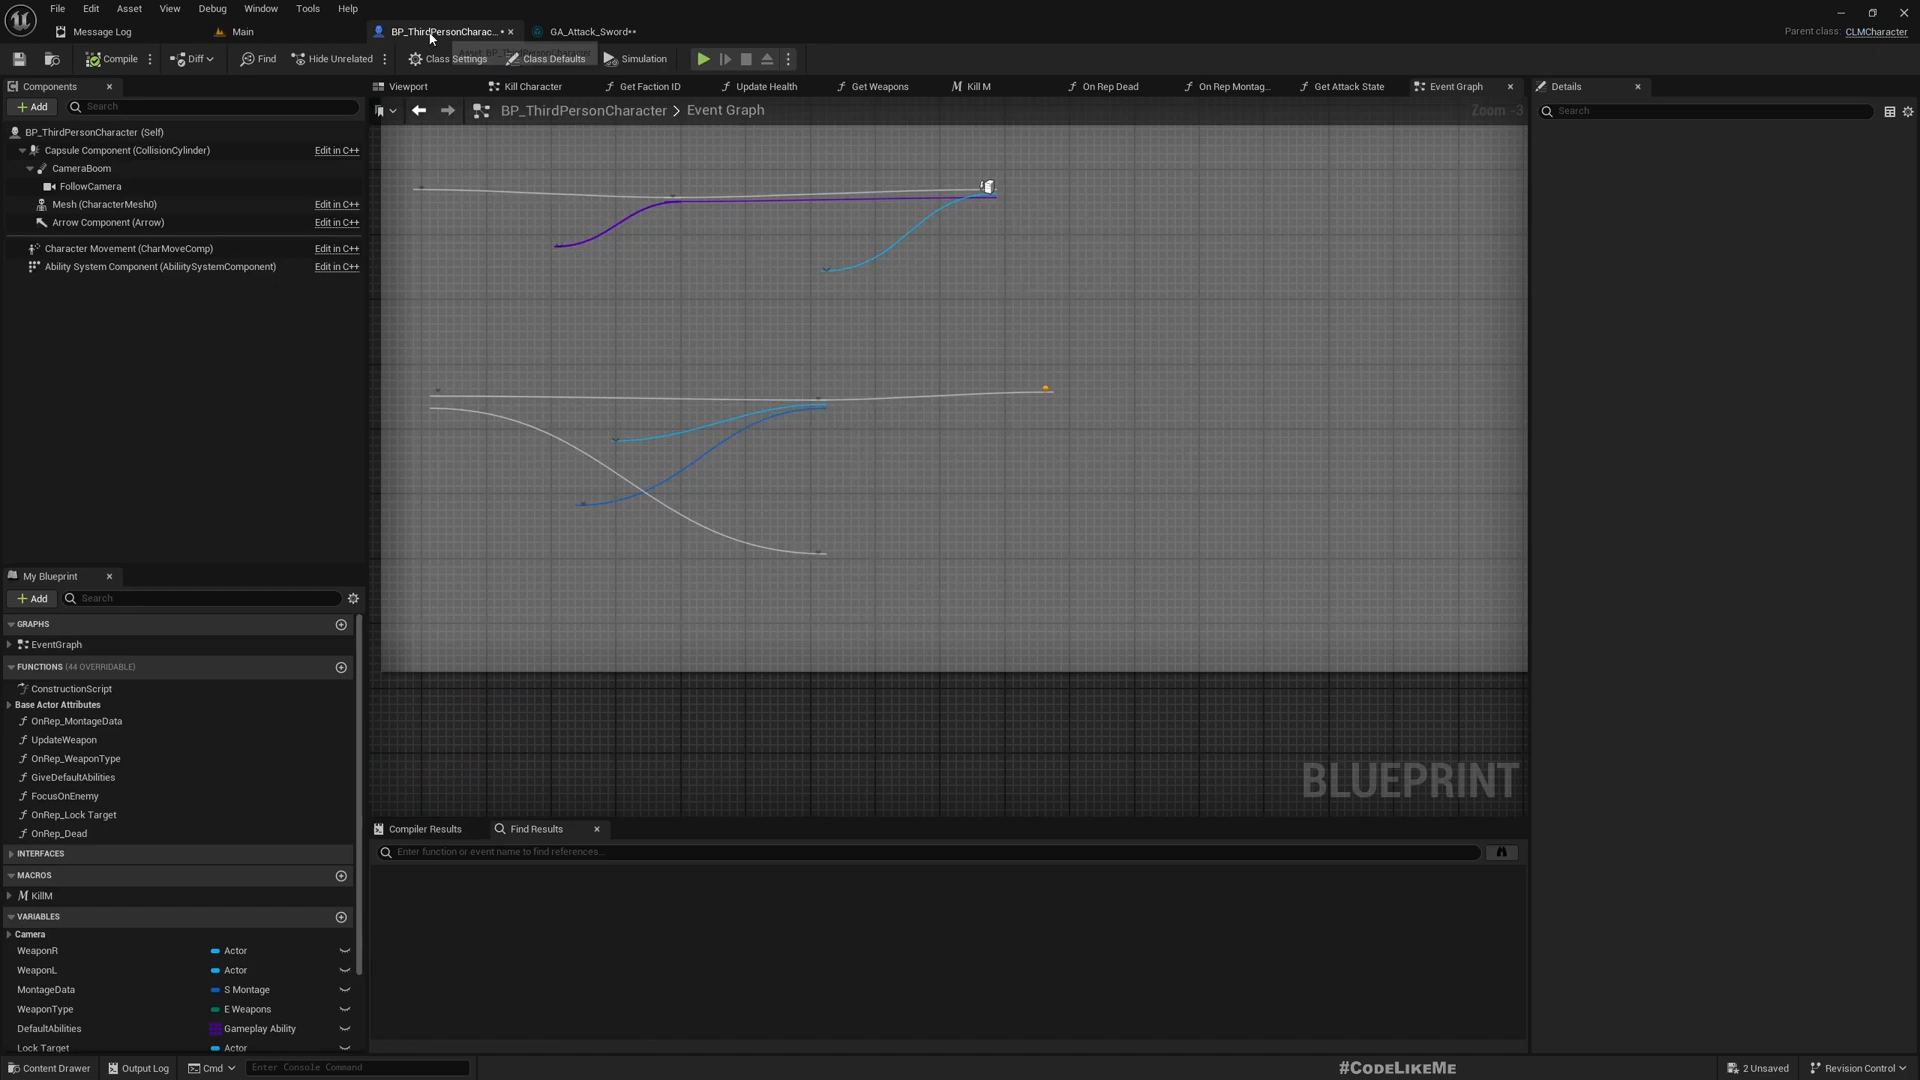 File Edit Asset View Debug Window Tools Help
Message Log Main BP_ThirdPersonCharac... • × GA_Attack_Sword•• Parent class: CLMCharacter
Compile Diff Find Hide Unrelated Class Settings Class Defaults Simulation
Components ×
Viewport Kill Character Get Faction ID Update Health Get Weapons Kill M On Rep Dead On Rep Montag... Get Attack State Event Graph × Details ×
+ Add Search
BP_ThirdPersonCharacter > Event Graph Zoom -3
Search
BP_ThirdPersonCharacter (Self)
Capsule Component (CollisionCylinder) Edit in C++
CameraBoom
FollowCamera
Mesh (CharacterMesh0) Edit in C++
Arrow Component (Arrow) Edit in C++
Character Movement (CharMoveComp) Edit in C++
Ability System Component (AbiliitySystemComponent) Edit in C++
My Blueprint ×
+ Add Search
GRAPHS
EventGraph
FUNCTIONS (44 OVERRIDABLE)
ConstructionScript
Base Actor Attributes
OnRep_MontageData
UpdateWeapon
OnRep_WeaponType
GiveDefaultAbilities
FocusOnEnemy
OnRep_Lock Target
OnRep_Dead
INTERFACES
MACROS
KillM
VARIABLES
Camera
WeaponR Actor
WeaponL Actor
MontageData S Montage
WeaponType E Weapons
DefaultAbilities Gameplay Ability
Lock Target Actor
BLUEPRINT
Compiler Results Find Results ×
Enter function or event name to find references...
Content Drawer Output Log Cmd Enter Console Command #CodeLikeMe 2 Unsaved Revision Control